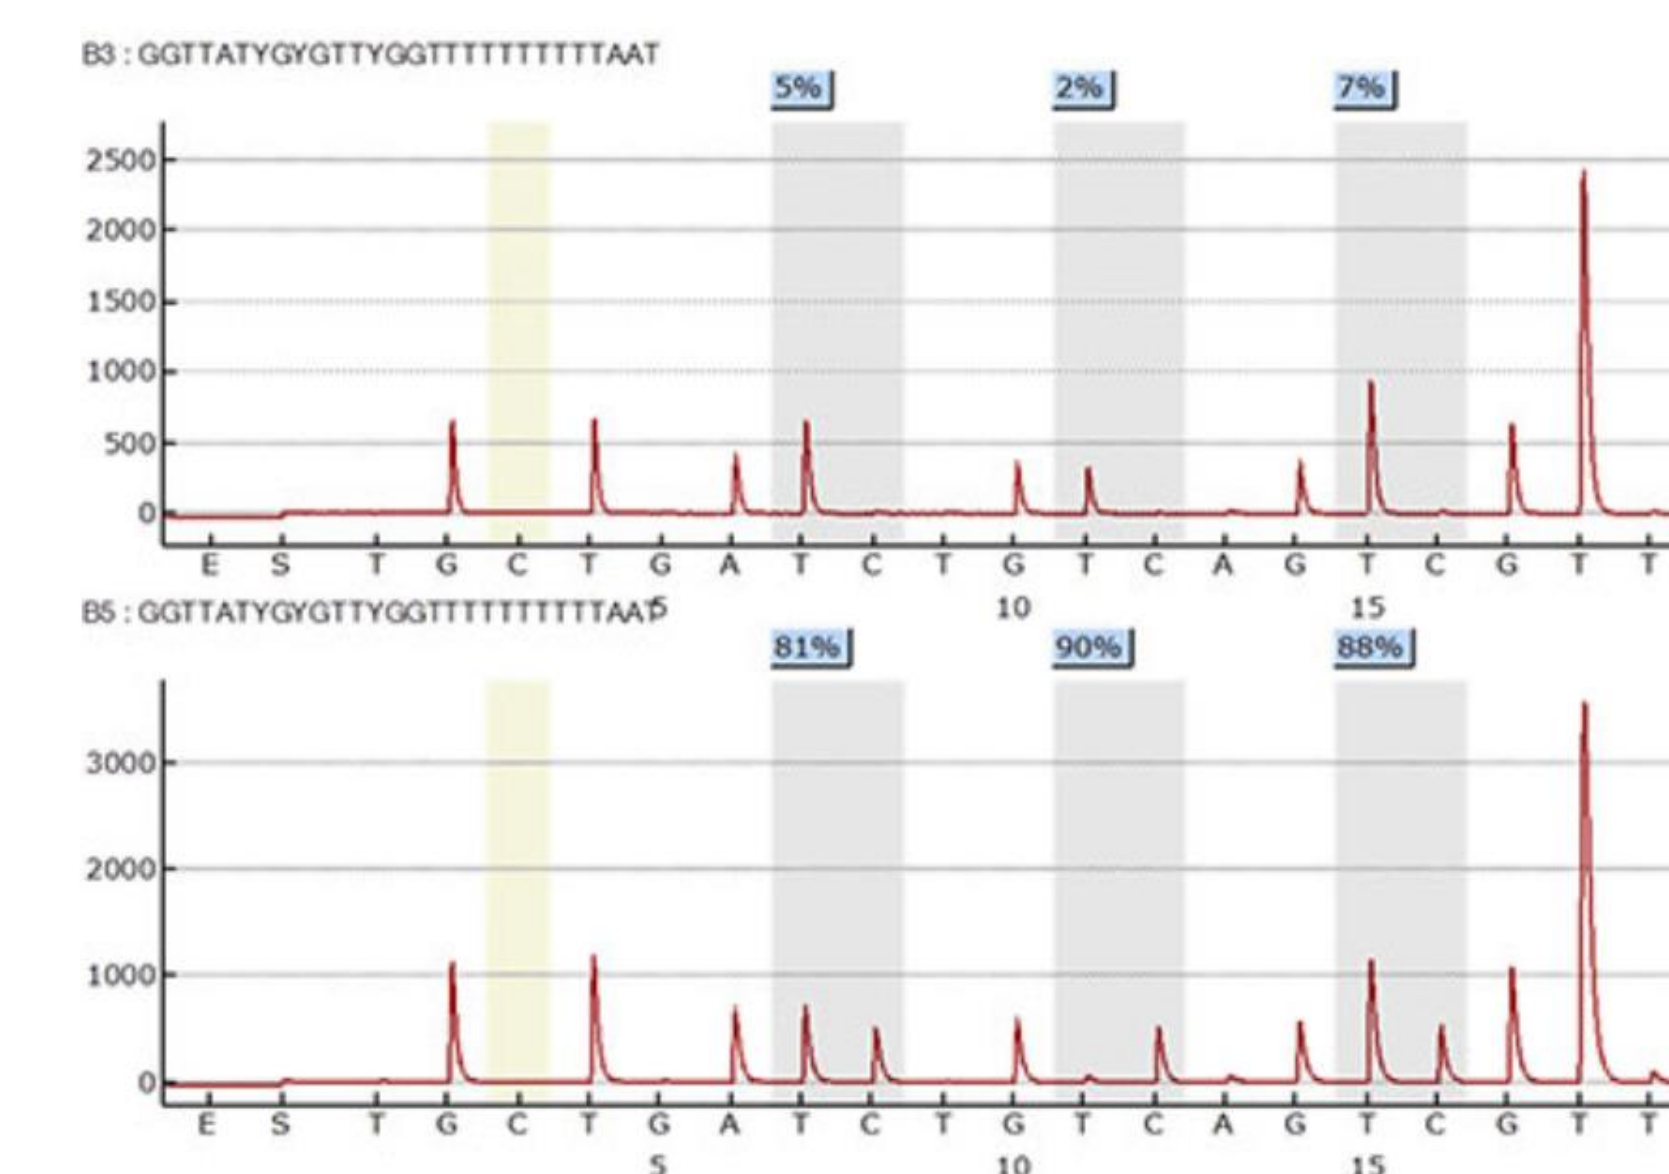 B3 : GGTTATYGYGTTYGGTTTTTTTTTTAAT
5% 2% 7%
2500
2000
1500
1000
500
0
E S T G C T G A T C T G T C A G T C G T T
5 10 15
B5 : GGTTATYGYGTTYGGTTTTTTTTTTAAT
81% 90% 88%
3000
2000
1000
0
E S T G C T G A T C T G T C A G T C G T T
5 10 15